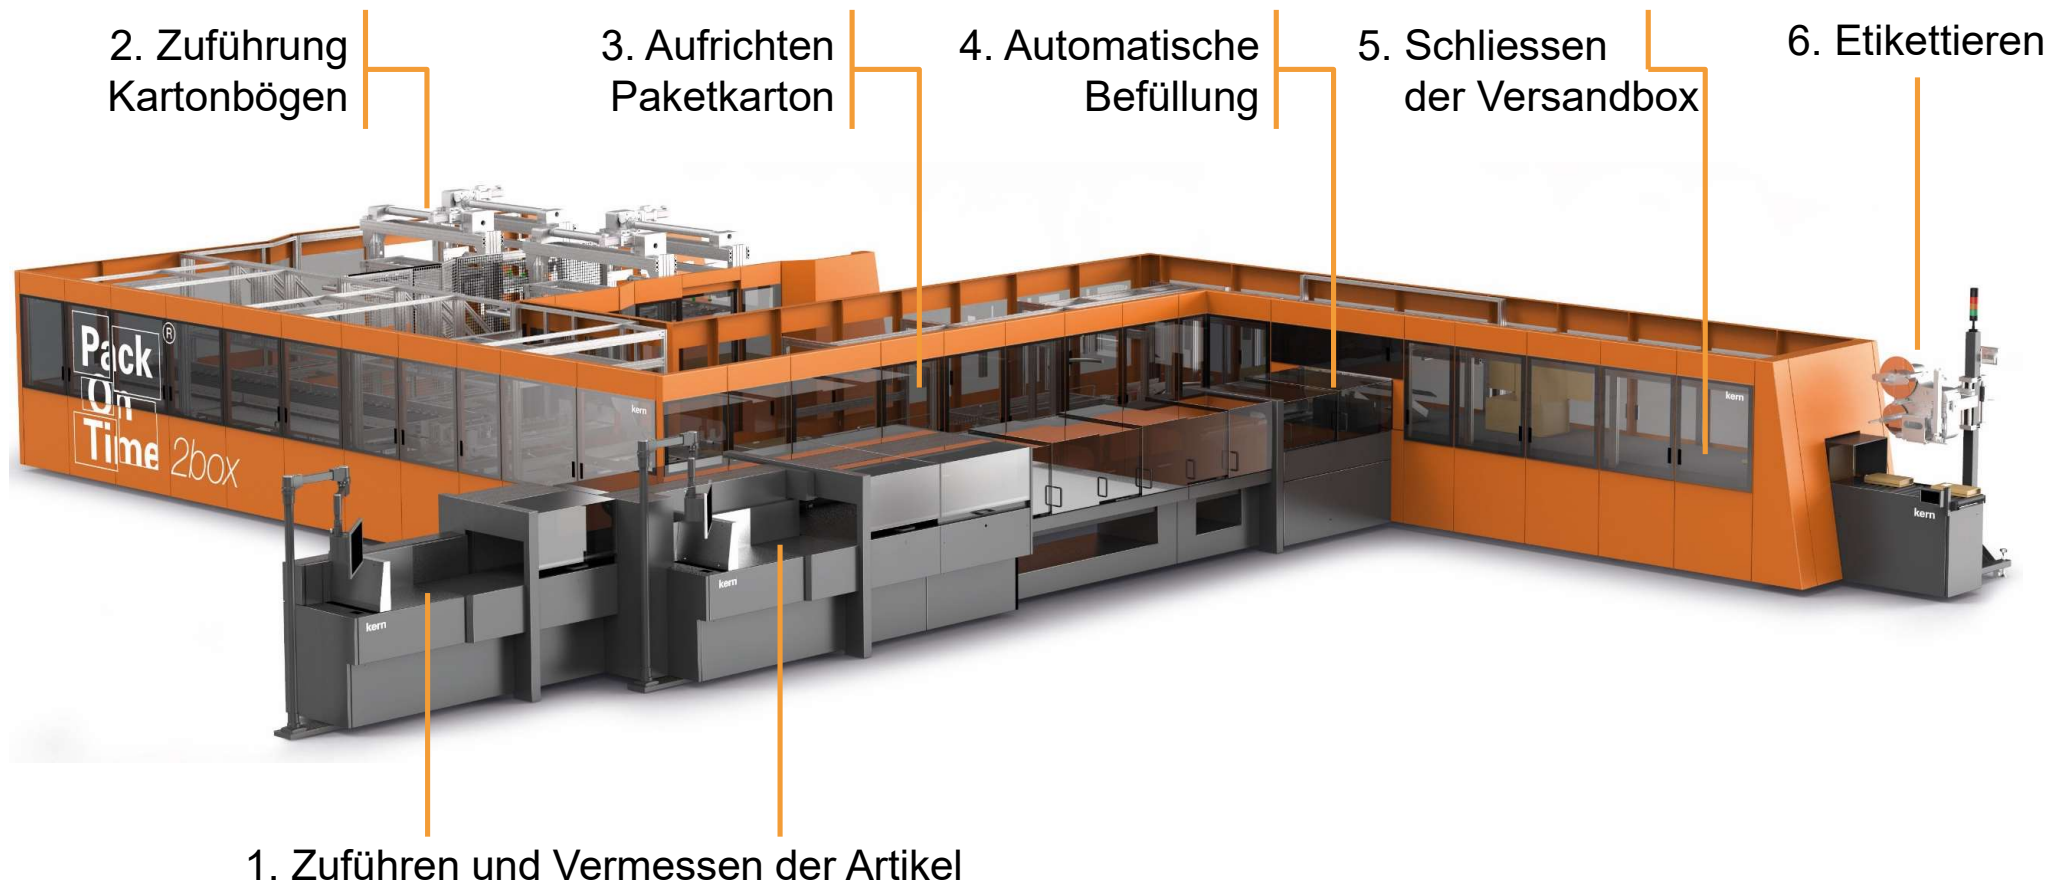 2. Zuführung
Kartonbögen
3. Aufrichten
Paketkarton
4. Automatische
Befüllung
5. Schliessen
der Versandbox
6. Etikettieren
Pack ®
On
Time 2box
kern
kern
kern
kern
kern
1. Zuführen und Vermessen der Artikel